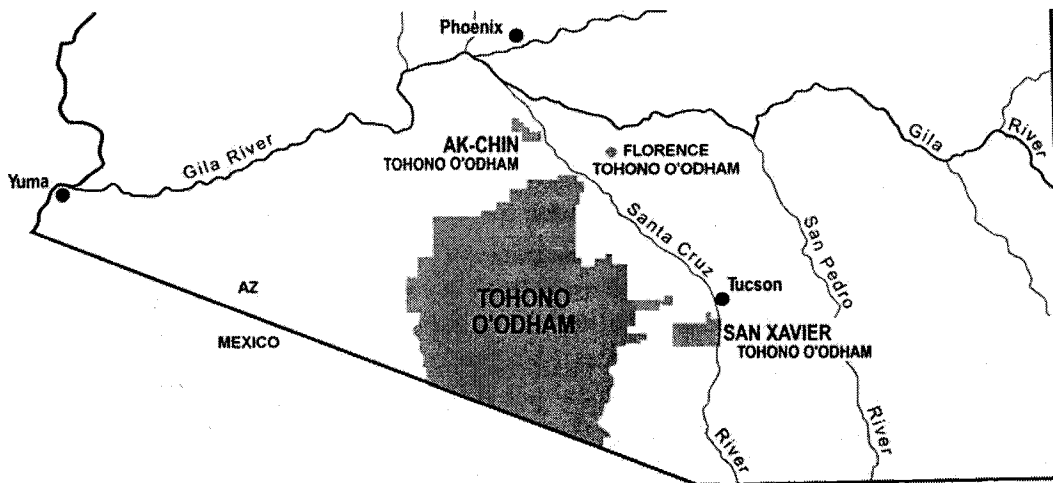 Phoenix
Gila River
AK-CHIN
TOHONO O'ODHAM
FLORENCE
TOHONO O'ODHAM
Gila
River
Yuma
Santa Cruz
San Pedro
Tucson
AZ
TOHONO
O'ODHAM
MEXICO
SAN XAVIER
TOHONO O'ODHAM
River
River